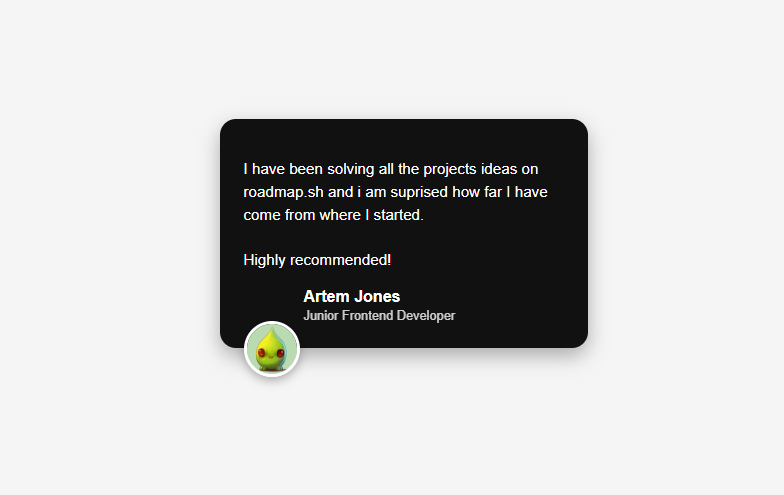 I have been solving all the projects ideas on
roadmap.sh and i am suprised how far I have
come from where I started.
Highly recommended!
Artem Jones
Junior Frontend Developer